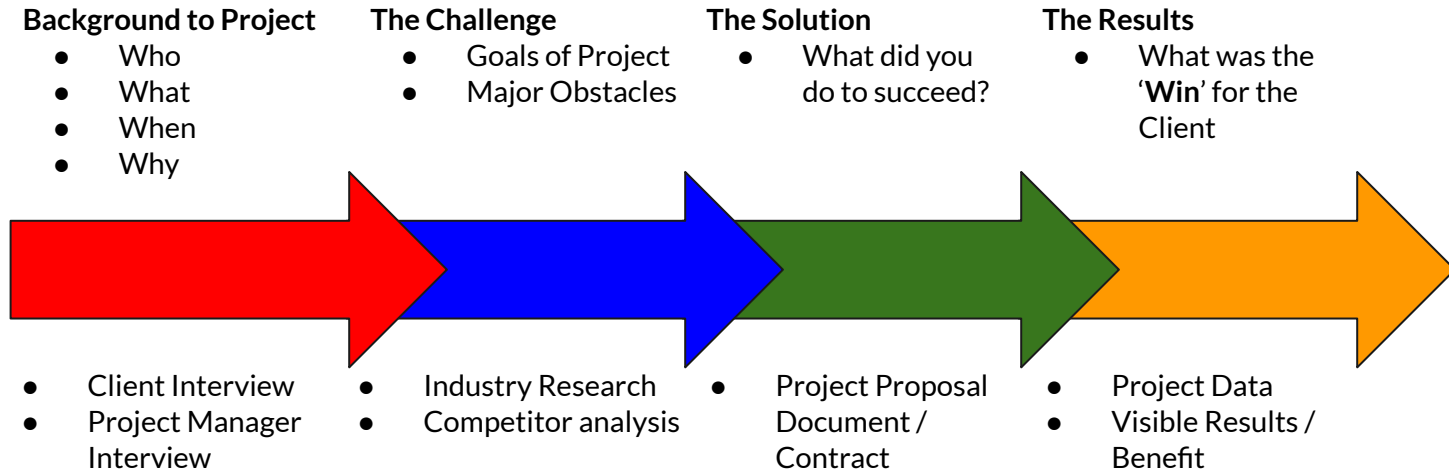 Background to Project
● Who
● What
● When
● Why
The Challenge
● Goals of Project
● Major Obstacles
The Solution
● What did you
do to succeed?
The Results
● What was the
‘Win’ for the
Client
● Client Interview
● Project Manager
Interview
● Industry Research
● Competitor analysis
● Project Proposal
Document /
Contract
● Project Data
● Visible Results /
Benefit